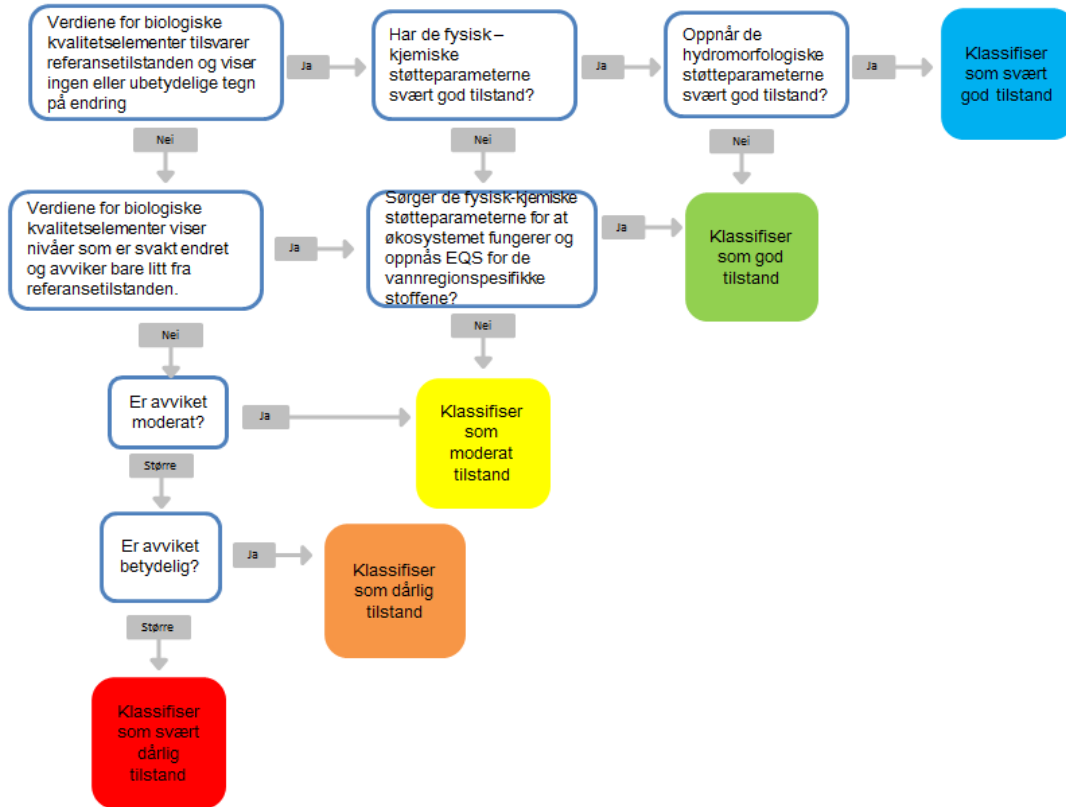 Verdiene for biologiske
kvalitetselementer tilsvarer
referansetilstanden og viser
ingen eller ubetydelige tegn
på endring
Ja
Har de fysisk –
kjemiske
støtteparameterne
svært god tilstand?
Ja
Oppnår de
hydromorfologiske
støtteparameterne
svært god tilstand?
Ja
Klassifiser
som svært
god tilstand
Nei
Nei
Nei
Verdiene for biologiske
kvalitetselementer viser
nivåer som er svakt endret
og avviker bare litt fra
referansetilstanden.
Ja
Sørger de fysisk-kjemiske
støtteparameterne for at
økosystemet fungerer og
oppnås EQS for de
vannregionspesifikke
stoffene?
Ja
Klassifiser
som god
tilstand
Nei
Nei
Er avviket
moderat?
Ja
Klassifiser
som
moderat
tilstand
Større
Er avviket
betydelig?
Ja
Klassifiser
som dårlig
tilstand
Større
Klassifiser
som svært
dårlig
tilstand